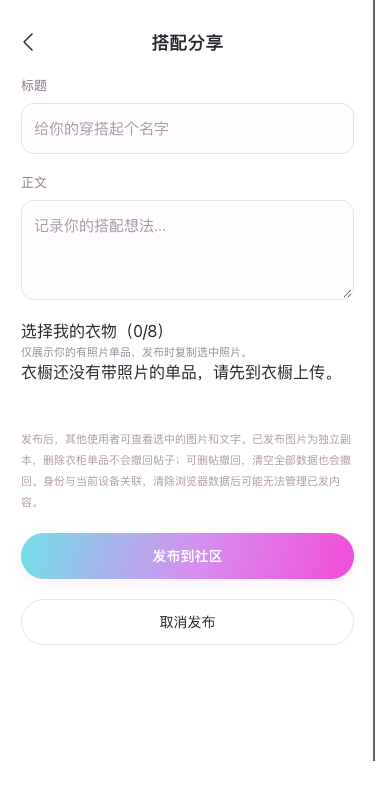 搭配分享
标题
给你的穿搭起个名字
正文
记录你的搭配想法...
选择我的衣物（0/8）
仅展示你的有照片单品，发布时复制选中照片。
衣橱还没有带照片的单品，请先到衣橱上传。
发布后，其他使用者可查看选中的图片和文字。已发布图片为独立副
本，删除衣柜单品不会撤回帖子；可删帖撤回，清空全部数据也会撤
回。身份与当前设备关联，清除浏览器数据后可能无法管理已发内
容。
发布到社区
取消发布